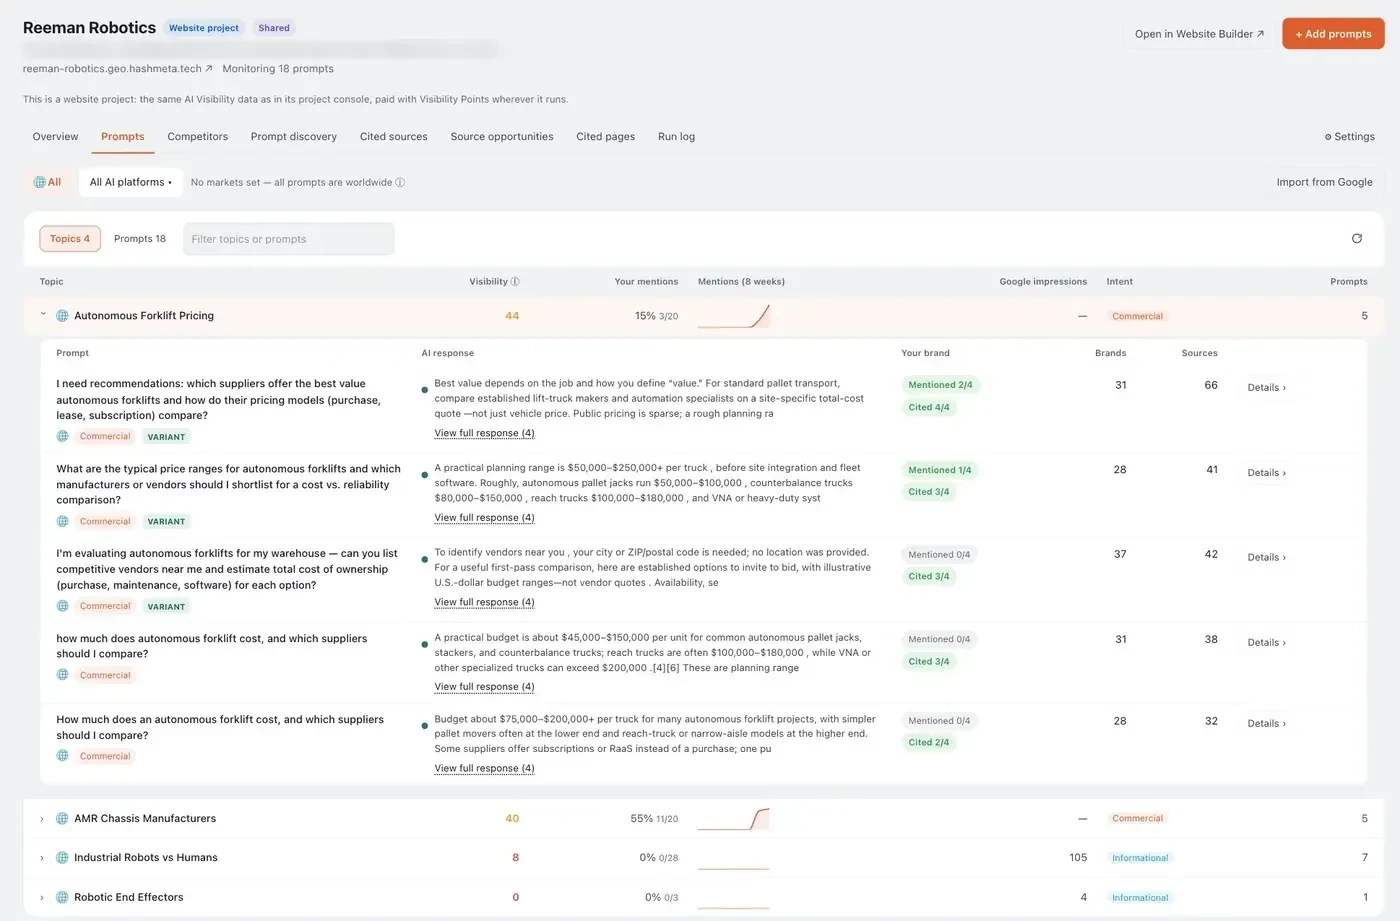 Reeman Robotics Website project Shared
Open in Website Builder ↗ + Add prompts
reeman-robotics.geo.hashmeta.tech ↗ Monitoring 18 prompts
This is a website project: the same AI Visibility data as in its project console, paid with Visibility Points wherever it runs.
Overview Prompts Competitors Prompt discovery Cited sources Source opportunities Cited pages Run log Settings
All All AI platforms No markets set — all prompts are worldwide ⓘ Import from Google
Topics 4 Prompts 18 Filter topics or prompts
Topic Visibility ⓘ Your mentions Mentions (8 weeks) Google impressions Intent Prompts
Autonomous Forklift Pricing 44 15% 3/20 — Commercial 5
Prompt AI response Your brand Brands Sources
I need recommendations: which suppliers offer the best value
autonomous forklifts and how do their pricing models (purchase,
lease, subscription) compare?
Commercial VARIANT
Best value depends on the job and how you define “value.” For standard pallet transport,
compare established lift-truck makers and automation specialists on a site-specific total-cost
quote —not just vehicle price. Public pricing is sparse; a rough planning ra
View full response (4)
Mentioned 2/4
Cited 4/4
31 66 Details ›
What are the typical price ranges for autonomous forklifts and which
manufacturers or vendors should I shortlist for a cost vs. reliability
comparison?
Commercial VARIANT
A practical planning range is $50,000–$250,000+ per truck , before site integration and fleet
software. Roughly, autonomous pallet jacks run $50,000–$100,000 , counterbalance trucks
$80,000–$150,000 , reach trucks $100,000–$180,000 , and VNA or heavy-duty syst
View full response (4)
Mentioned 1/4
Cited 3/4
28 41 Details ›
I'm evaluating autonomous forklifts for my warehouse — can you list
competitive vendors near me and estimate total cost of ownership
(purchase, maintenance, software) for each option?
Commercial VARIANT
To identify vendors near you , your city or ZIP/postal code is needed; no location was provided.
For a useful first-pass comparison, here are established options to invite to bid, with illustrative
U.S.-dollar budget ranges—not vendor quotes . Availability, se
View full response (4)
Mentioned 0/4
Cited 3/4
37 42 Details ›
how much does autonomous forklift cost, and which suppliers
should I compare?
Commercial
A practical budget is about $45,000–$150,000 per unit for common autonomous pallet jacks,
stackers, and counterbalance trucks; reach trucks are often $100,000–$180,000 , while VNA or
other specialized trucks can exceed $200,000 .[4][6] These are planning range
View full response (4)
Mentioned 0/4
Cited 3/4
31 38 Details ›
How much does an autonomous forklift cost, and which suppliers
should I compare?
Commercial
Budget about $75,000–$200,000+ per truck for many autonomous forklift projects, with simpler
pallet movers often at the lower end and reach-truck or narrow-aisle models at the higher end.
Some suppliers offer subscriptions or RaaS instead of a purchase; one pu
View full response (4)
Mentioned 0/4
Cited 2/4
28 32 Details ›
AMR Chassis Manufacturers 40 55% 11/20 — Commercial 5
Industrial Robots vs Humans 8 0% 0/28 105 Informational 7
Robotic End Effectors 0 0% 0/3 4 Informational 1